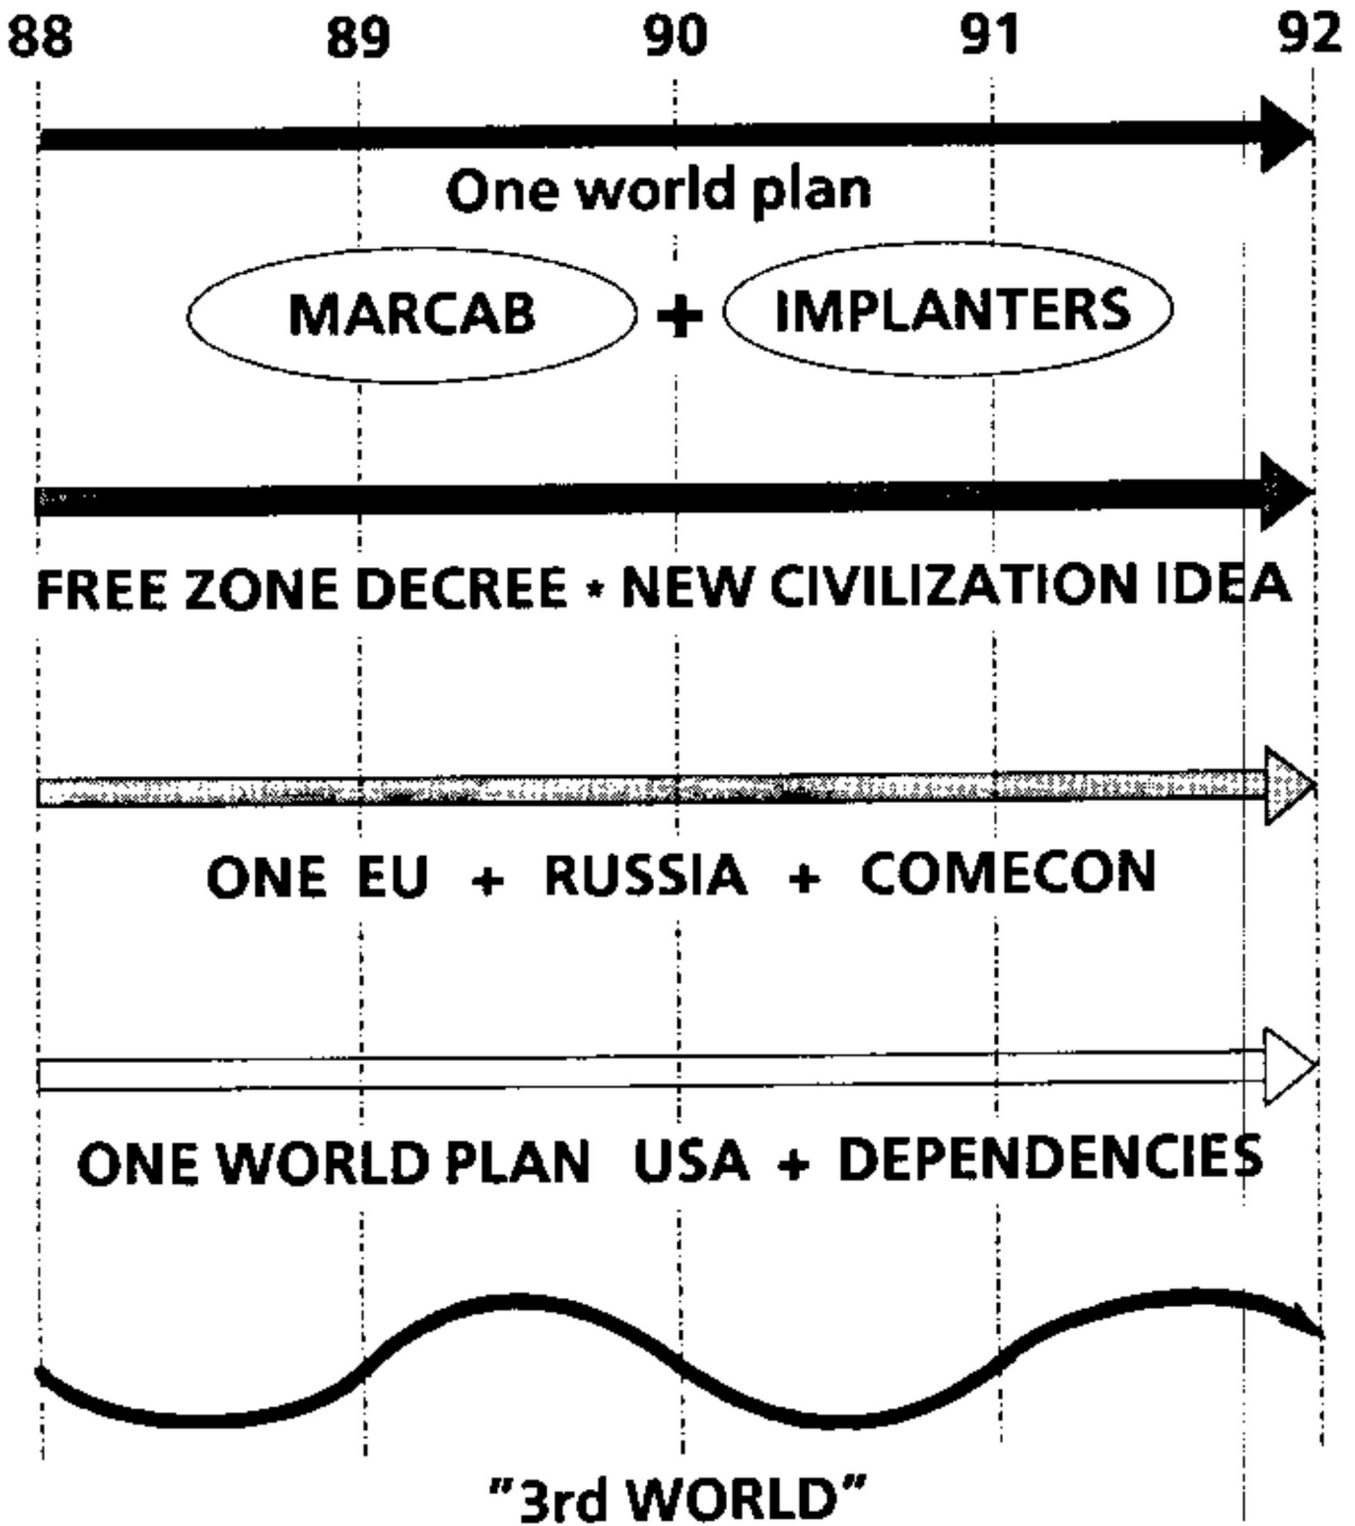 88 89 90 91 92
One world plan
MARCAB + IMPLANTERS
FREE ZONE DECREE * NEW CIVILIZATION IDEA
ONE EU + RUSSIA + COMECON
ONE WORLD PLAN USA + DEPENDENCIES
"3rd WORLD"